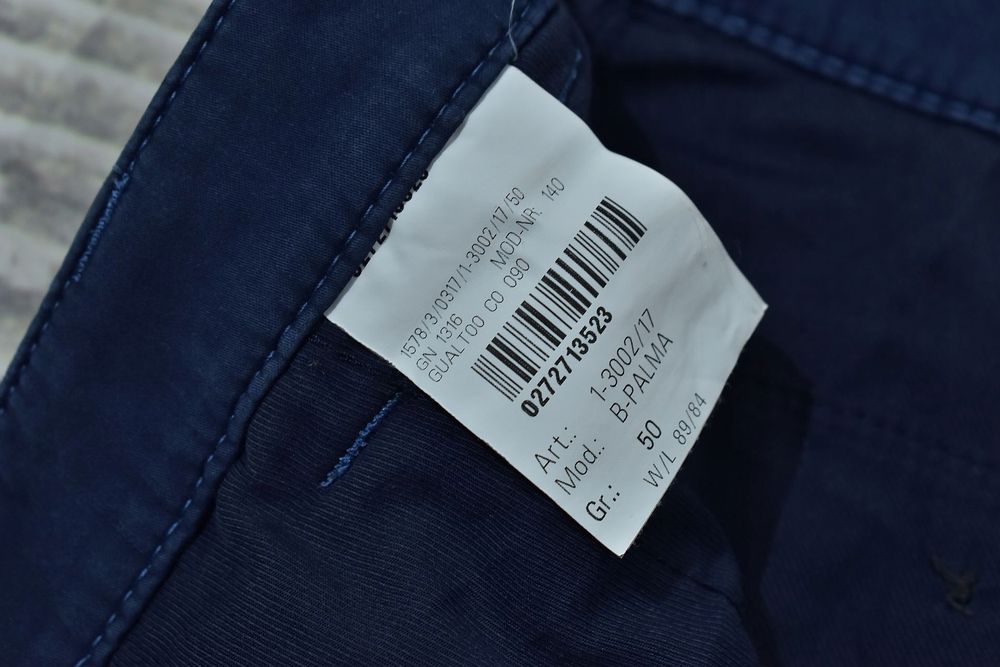 1578/3/0317/1-3002/17/50
GN 1316 MOD-NR: 140
GUALTOO CO 090
0272713523
Art.: 1-3002/17
Mod.: B-PALMA
Gr.: 50
W/L 89/84